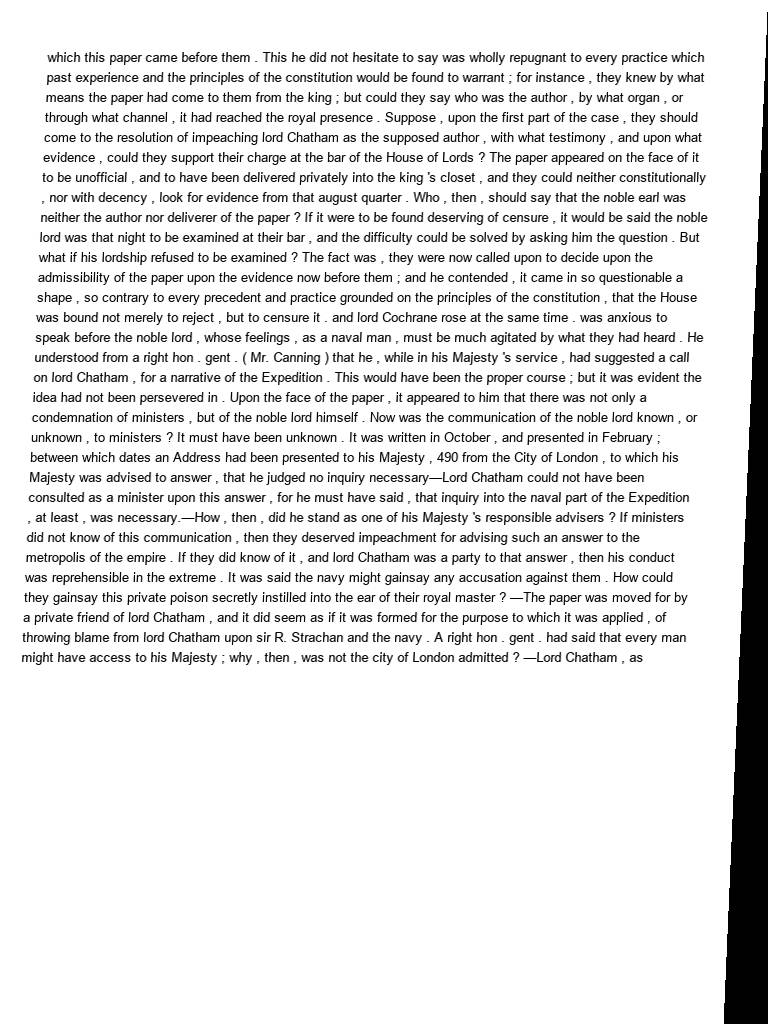 which this paper came before them . This he did not hesitate to say was wholly repugnant to every practice which
past experience and the principles of the constitution would be found to warrant ; for instance , they knew by what
means the paper had come to them from the king ; but could they say who was the author , by what organ , or
through what channel , it had reached the royal presence . Suppose , upon the first part of the case , they should
come to the resolution of impeaching lord Chatham as the supposed author , with what testimony , and upon what
evidence , could they support their charge at the bar of the House of Lords ? The paper appeared on the face of it
to be unofficial , and to have been delivered privately into the king 's closet , and they could neither constitutionally
, nor with decency , look for evidence from that august quarter . Who , then , should say that the noble earl was
neither the author nor deliverer of the paper ? If it were to be found deserving of censure , it would be said the noble
lord was that night to be examined at their bar , and the difficulty could be solved by asking him the question . But
what if his lordship refused to be examined ? The fact was , they were now called upon to decide upon the
admissibility of the paper upon the evidence now before them ; and he contended , it came in so questionable a
shape , so contrary to every precedent and practice grounded on the principles of the constitution , that the House
was bound not merely to reject , but to censure it . and lord Cochrane rose at the same time . was anxious to
speak before the noble lord , whose feelings , as a naval man , must be much agitated by what they had heard . He
understood from a right hon . gent . ( Mr. Canning ) that he , while in his Majesty 's service , had suggested a call
on lord Chatham , for a narrative of the Expedition . This would have been the proper course ; but it was evident the
idea had not been persevered in . Upon the face of the paper , it appeared to him that there was not only a
condemnation of ministers , but of the noble lord himself . Now was the communication of the noble lord known , or
unknown , to ministers ? It must have been unknown . It was written in October , and presented in February ;
between which dates an Address had been presented to his Majesty , 490 from the City of London , to which his
Majesty was advised to answer , that he judged no inquiry necessary—Lord Chatham could not have been
consulted as a minister upon this answer , for he must have said , that inquiry into the naval part of the Expedition
, at least , was necessary.—How , then , did he stand as one of his Majesty 's responsible advisers ? If ministers
did not know of this communication , then they deserved impeachment for advising such an answer to the
metropolis of the empire . If they did know of it , and lord Chatham was a party to that answer , then his conduct
was reprehensible in the extreme . It was said the navy might gainsay any accusation against them . How could
they gainsay this private poison secretly instilled into the ear of their royal master ? —The paper was moved for by
a private friend of lord Chatham , and it did seem as if it was formed for the purpose to which it was applied , of
throwing blame from lord Chatham upon sir R. Strachan and the navy . A right hon . gent . had said that every man
might have access to his Majesty ; why , then , was not the city of London admitted ? —Lord Chatham , as